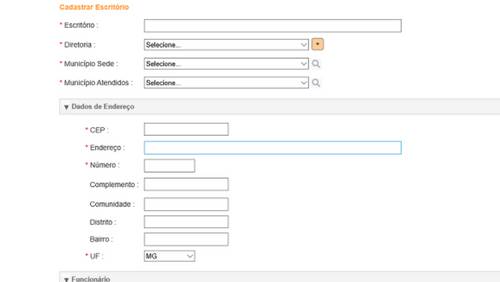 Cadastrar Escritório
* Escritório :
* Diretoria : Selecione...
* Município Sede : Selecione...
* Município Atendidos : Selecione...
Dados de Endereço
* CEP :
* Endereço :
* Número :
Complemento :
Comunidade :
Distrito :
Bairro :
* UF : MG
Funcionário